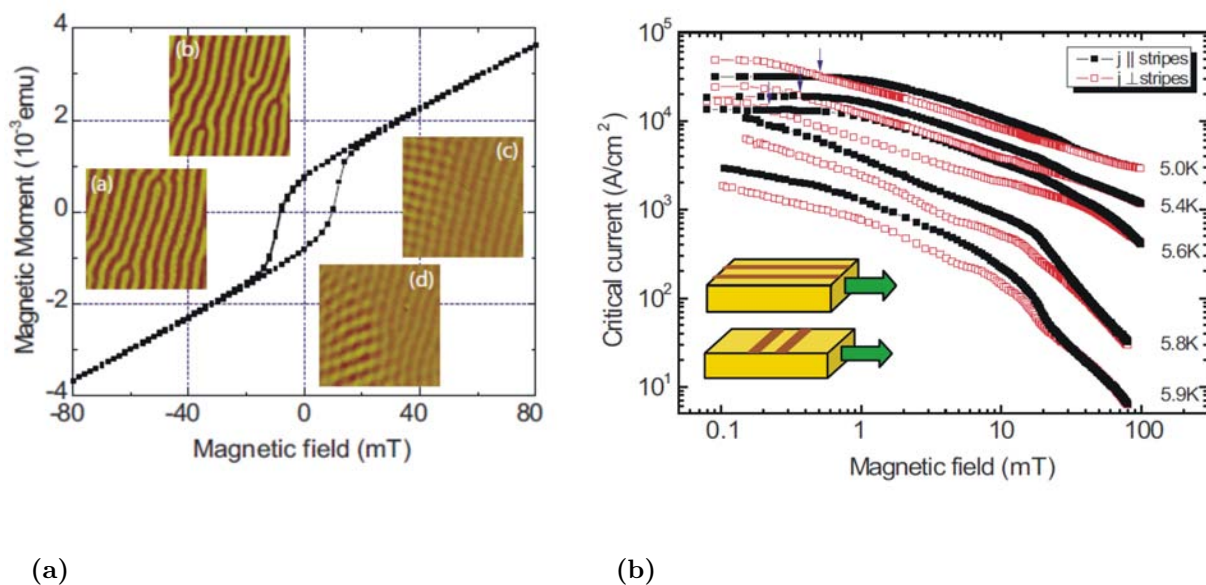 4
2
0
-2
-4
-80
-40
0
40
80
Magnetic Moment (10⁻³emu)
Magnetic field (mT)
(b)
(a)
(c)
(d)
10⁵
10⁴
10³
10²
10¹
0.1
1
10
100
Critical current (A/cm²)
Magnetic field (mT)
j || stripes
j ⊥ stripes
5.0K
5.4K
5.6K
5.8K
5.9K
(a)
(b)